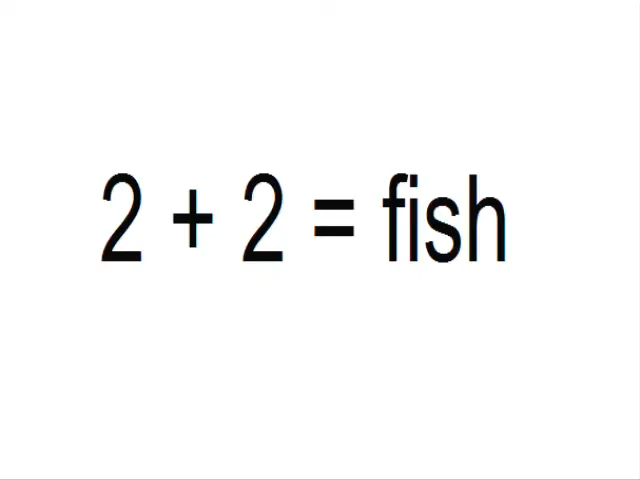 2 + 2 = fish